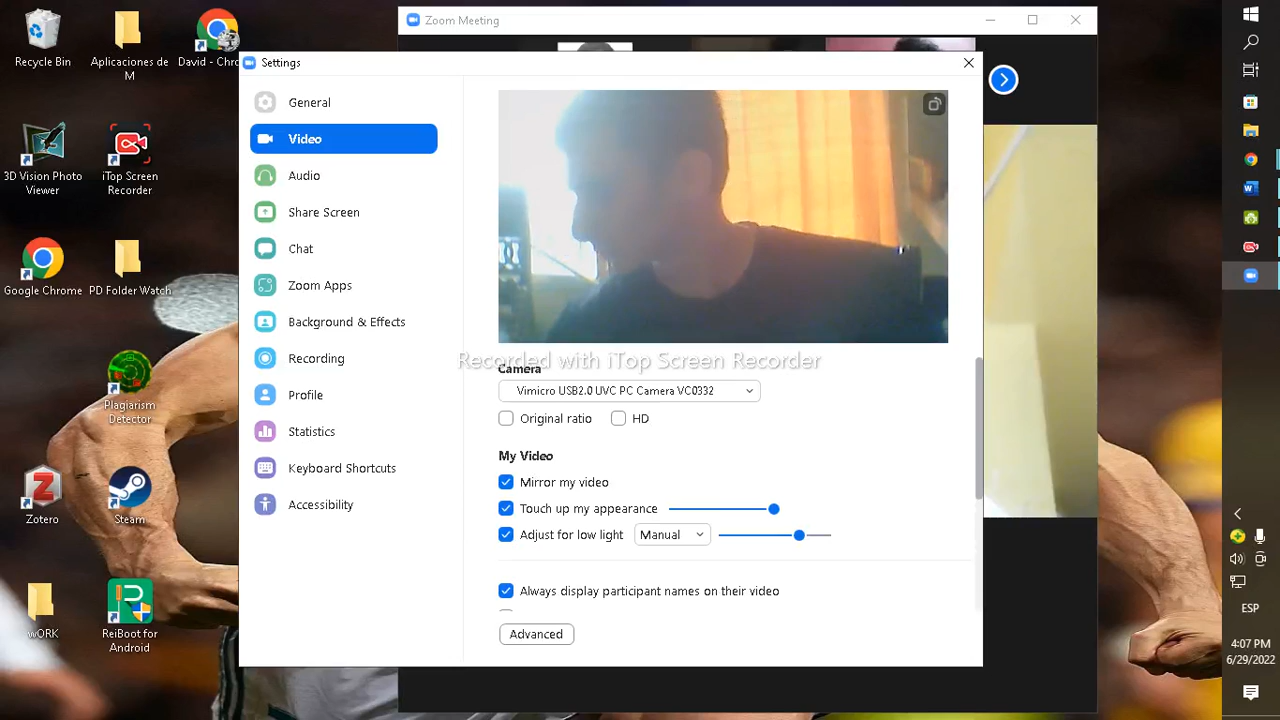 Recycle Bin
Aplicaciones de
M
David - Chro
3D Vision Photo
Viewer
iTop Screen
Recorder
Google Chrome
PD Folder Watch
Plagiarism
Detector
Zotero
Steam
wORK
ReiBoot for
Android
Zoom Meeting
Settings
General
Video
Audio
Share Screen
Chat
Zoom Apps
Background & Effects
Recording
Profile
Statistics
Keyboard Shortcuts
Accessibility
Recorded with iTop Screen Recorder
Camera
Vimicro USB2.0 UVC PC Camera VC0332
Original ratio HD
My Video
Mirror my video
Touch up my appearance
Adjust for low light Manual
Always display participant names on their video
Advanced
ESP
4:07 PM
6/29/2022